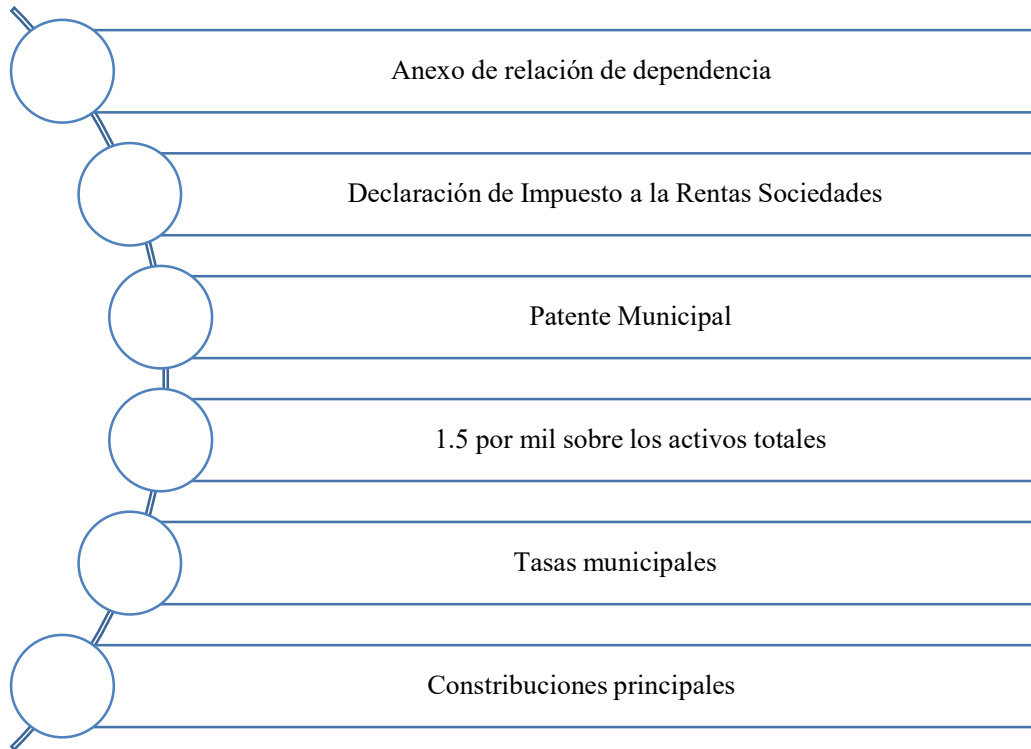 Anexo de relación de dependencia
Declaración de Impuesto a la Rentas Sociedades
Patente Municipal
1.5 por mil sobre los activos totales
Tasas municipales
Constribuciones principales